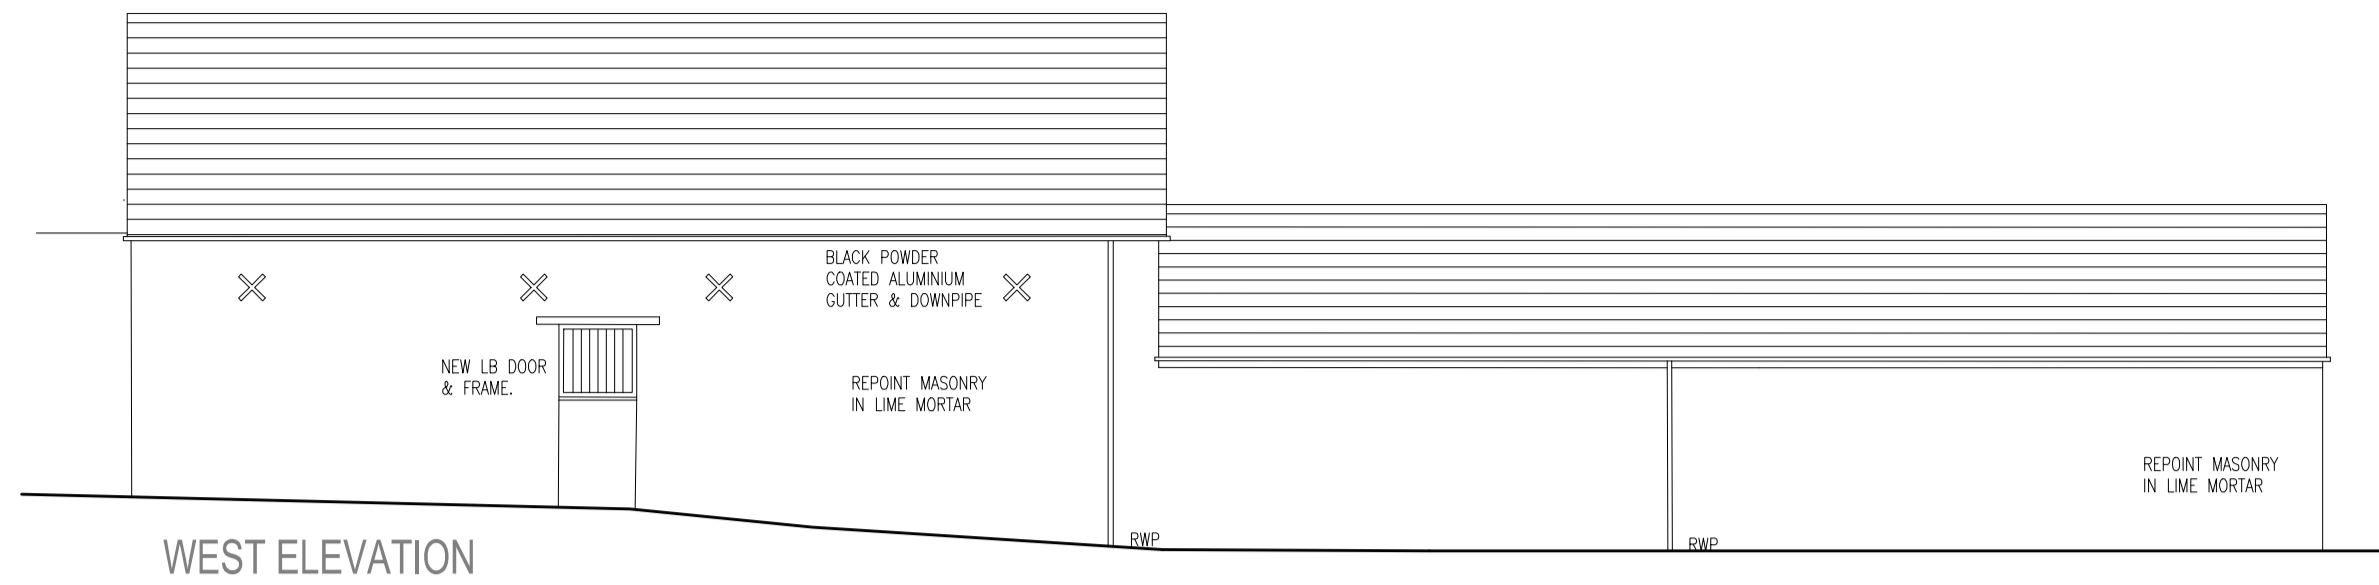 BLACK POWDER
COATED ALUMINIUM
GUTTER & DOWNPIPE
NEW LB DOOR
& FRAME.
REPOINT MASONRY
IN LIME MORTAR
REPOINT MASONRY
IN LIME MORTAR
RWP
RWP
WEST ELEVATION